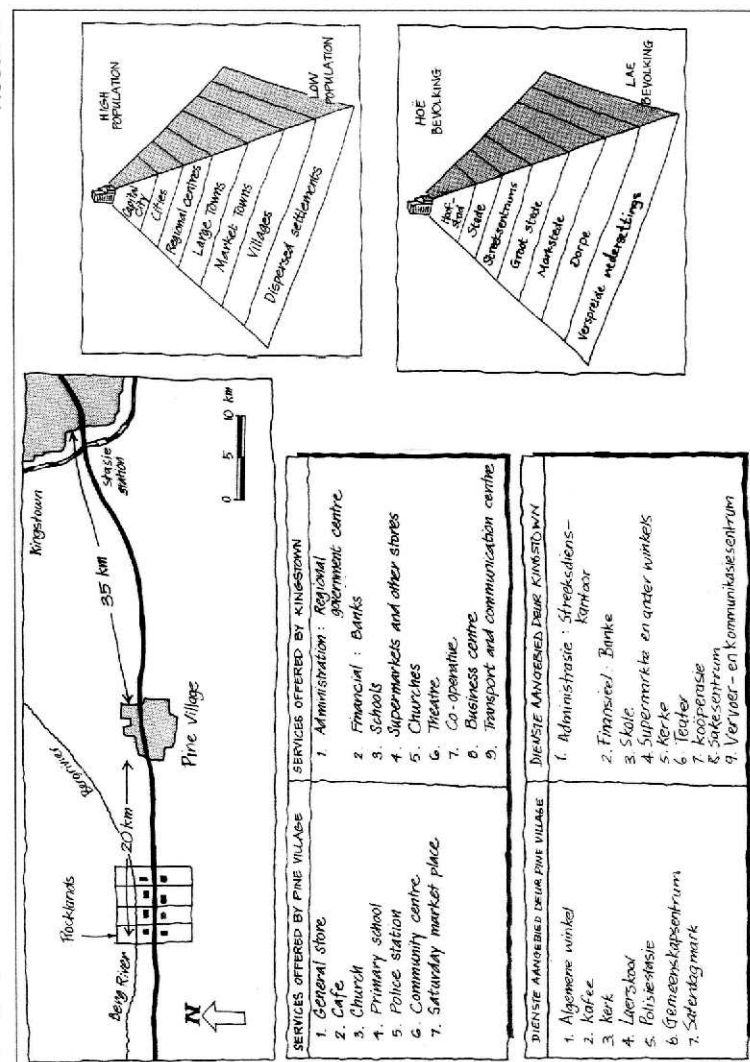 Kingstown
Stasie
station
35 km
Pine Village
20 km
Rocklands
Berg River
Bergrivier
N
0 5 10 km
SERVICES OFFERED BY PINE VILLAGE
1. General store
2. Cafe
3. Church
4. Primary school
5. Police station
6. Community centre
7. Saturday market place
SERVICES OFFERED BY KINGSTOWN
1. Administration : Regional
government centre
2 Financial : Banks
3. Schools
4. Supermarkets and other stores
5. Churches
6. Theatre
7. Co-operative
8. Business centre
9. Transport and communication centre
DIENSTE AANGEBIED DEUR PINE VILLAGE
1. Algemene winkel
2. Kafee
3. Kerk
4. Laerskool
5. Polisiestasie
6. Gemeenskapsentrum
7. Saterdagmark
DIENSTE AANGEBIED DEUR KINGSTOWN
1. Administrasie : Streeksdiens-
kantoor
2. Finansieel : Banke
3. Skole
4. Supermarkte en ander winkels
5. Kerke
6. Teater
7. Koöperasie
8. Sakesentrum
9. Vervoer- en kommunikasiesentrum
HIGH
POPULATION
LOW
POPULATION
Capital
City
Cities
Regional centres
Large Towns
Market Towns
Villages
Dispersed settlements
HOË
BEVOLKING
LAE
BEVOLKING
Hoof-
stad
Stede
Streeksentrums
Groot stede
Markstede
Dorpe
Verspreide nedersettings